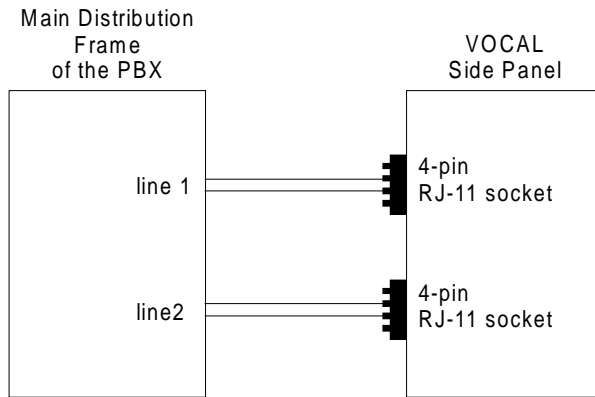 Main Distribution
Frame
of the PBX
VOCAL
Side Panel
line 1
4-pin
RJ-11 socket
line2
4-pin
RJ-11 socket